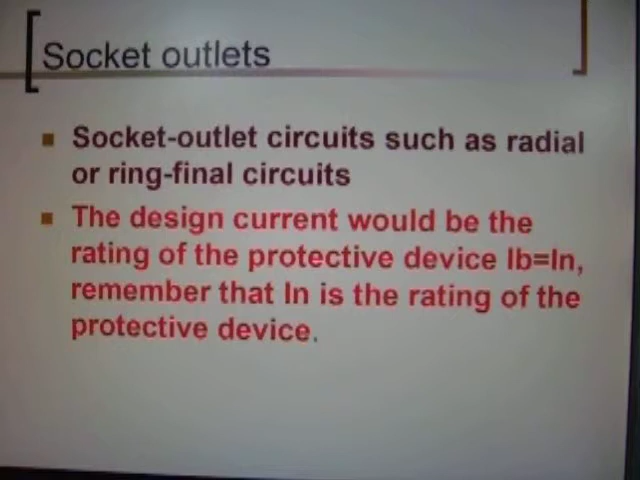 Socket outlets
Socket-outlet circuits such as radial
or ring-final circuits
The design current would be the
rating of the protective device Ib=In,
remember that In is the rating of the
protective device.